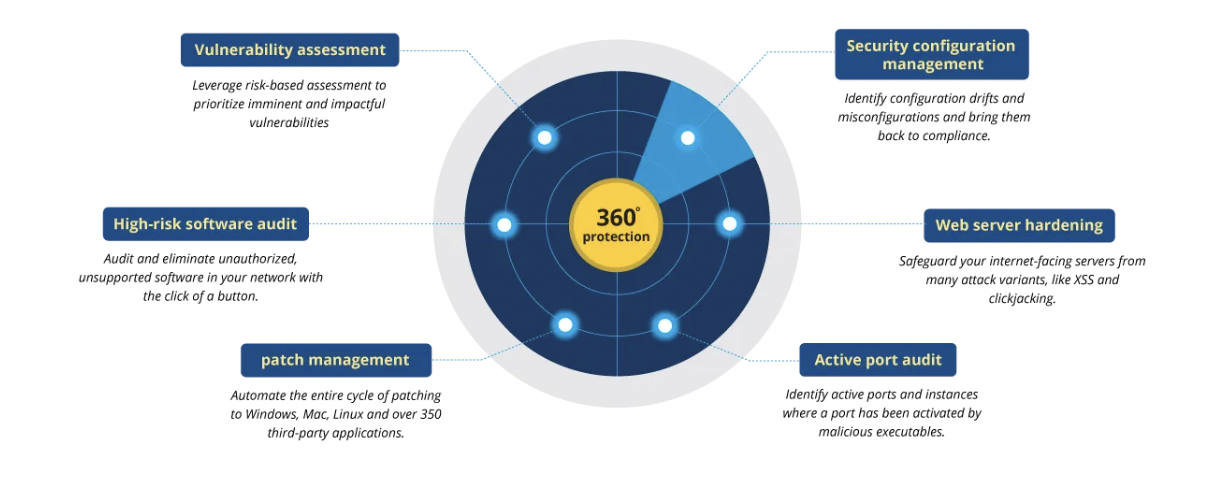 Vulnerability assessment
Leverage risk-based assessment to
prioritize imminent and impactful
vulnerabilities
Security configuration
management
Identify configuration drifts and
misconfigurations and bring them
back to compliance.
360°
protection
High-risk software audit
Audit and eliminate unauthorized,
unsupported software in your network with
the click of a button.
Web server hardening
Safeguard your internet-facing servers from
many attack variants, like XSS and
clickjacking.
patch management
Automate the entire cycle of patching
to Windows, Mac, Linux and over 350
third-party applications.
Active port audit
Identify active ports and instances
where a port has been activated by
malicious executables.